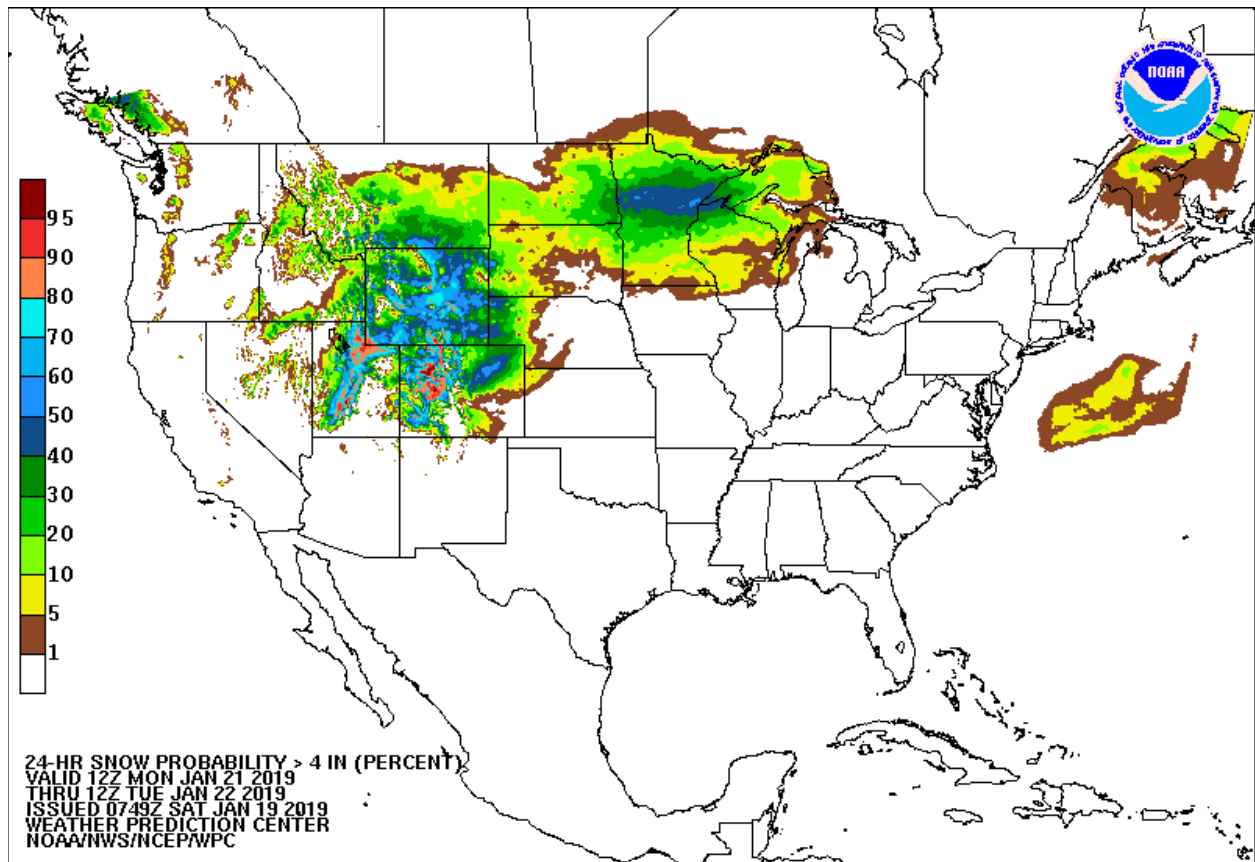 NOAA
95
90
80
70
60
50
40
30
20
10
5
1
24-HR SNOW PROBABILITY > 4 IN (PERCENT)
VALID 12Z MON JAN 21 2019
THRU 12Z TUE JAN 22 2019
ISSUED 0749Z SAT JAN 19 2019
WEATHER PREDICTION CENTER
NOAA/NWS/NCEP/WPC